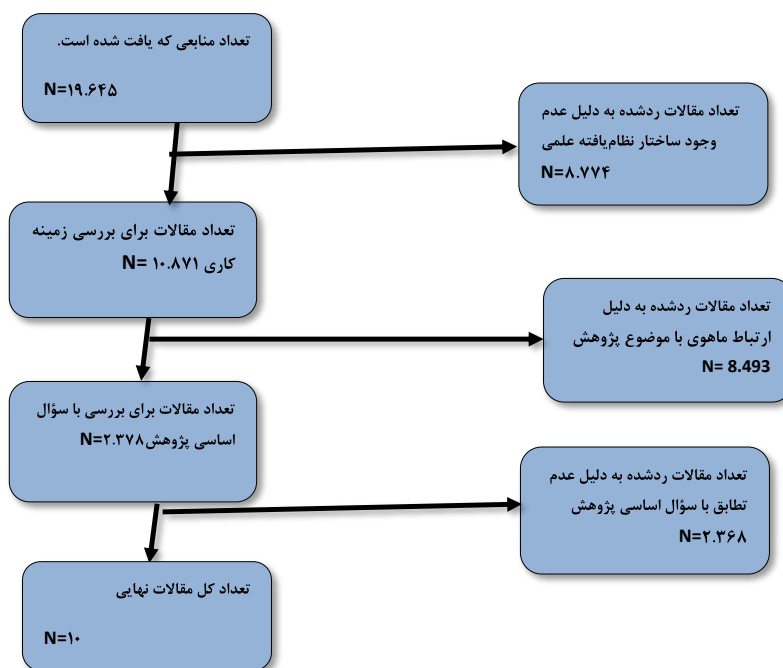 تعداد منابعی که یافت شده است.
N=۱۹.۶۴۵
تعداد مقالات ردشده به دلیل عدم
وجود ساختار نظام‌یافته علمی
N=۸.۷۷۴
تعداد مقالات برای بررسی زمینه
کاری N= ۱۰.۸۷۱
تعداد مقالات ردشده به دلیل
ارتباط ماهوی با موضوع پژوهش
N= 8.493
تعداد مقالات برای بررسی با سؤال
اساسی پژوهش N=۲.۳۷۸
تعداد مقالات ردشده به دلیل عدم
تطابق با سؤال اساسی پژوهش
N=۲.۳۶۸
تعداد کل مقالات نهایی
N=۱۰